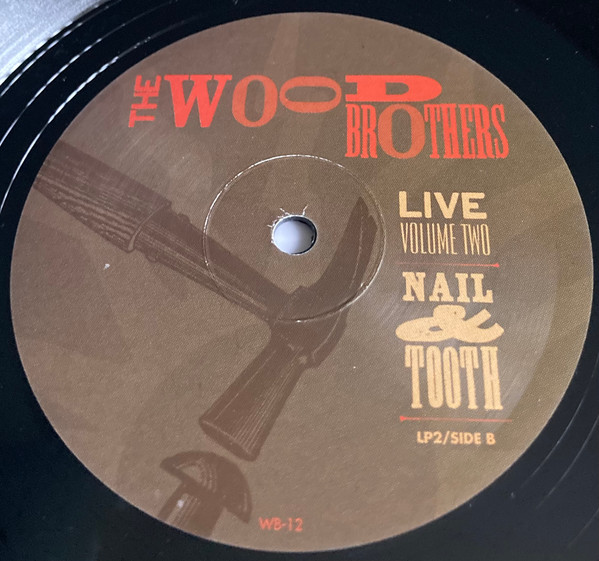 THE WOOD
BROTHERS
LIVE
VOLUME TWO
NAIL
&
TOOTH
LP2/SIDE B
WB-12